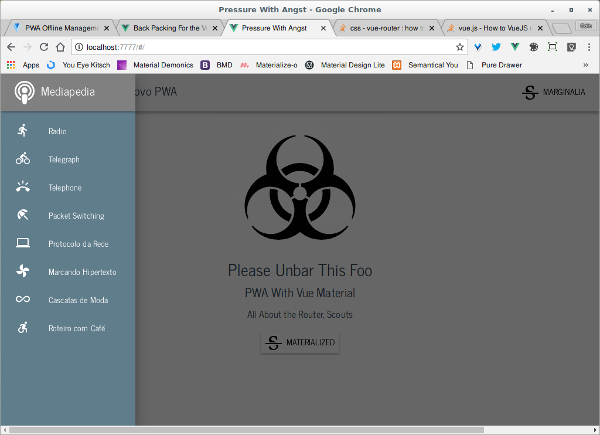 Pressure With Angst - Google Chrome
PWA Offline Managem
Back Packing For the V
Pressure With Angst
css - vue-router : how t
vue.js - How to VueJS
localhost:7777/#/
Apps
You Eye Kitsch
Material Demonics
BMD
Materialize-o
Material Design Lite
Semantical You
Pure Drawer
Mediapedia
ovo PWA
MARGINALIA
Radio
Telegraph
Telephone
Packet Switching
Protocolo da Rede
Marcando Hipertexto
Cascatas de Moda
Roteiro com Café
Please Unbar This Foo
PWA With Vue Material
All About the Router, Scouts
MATERIALIZED